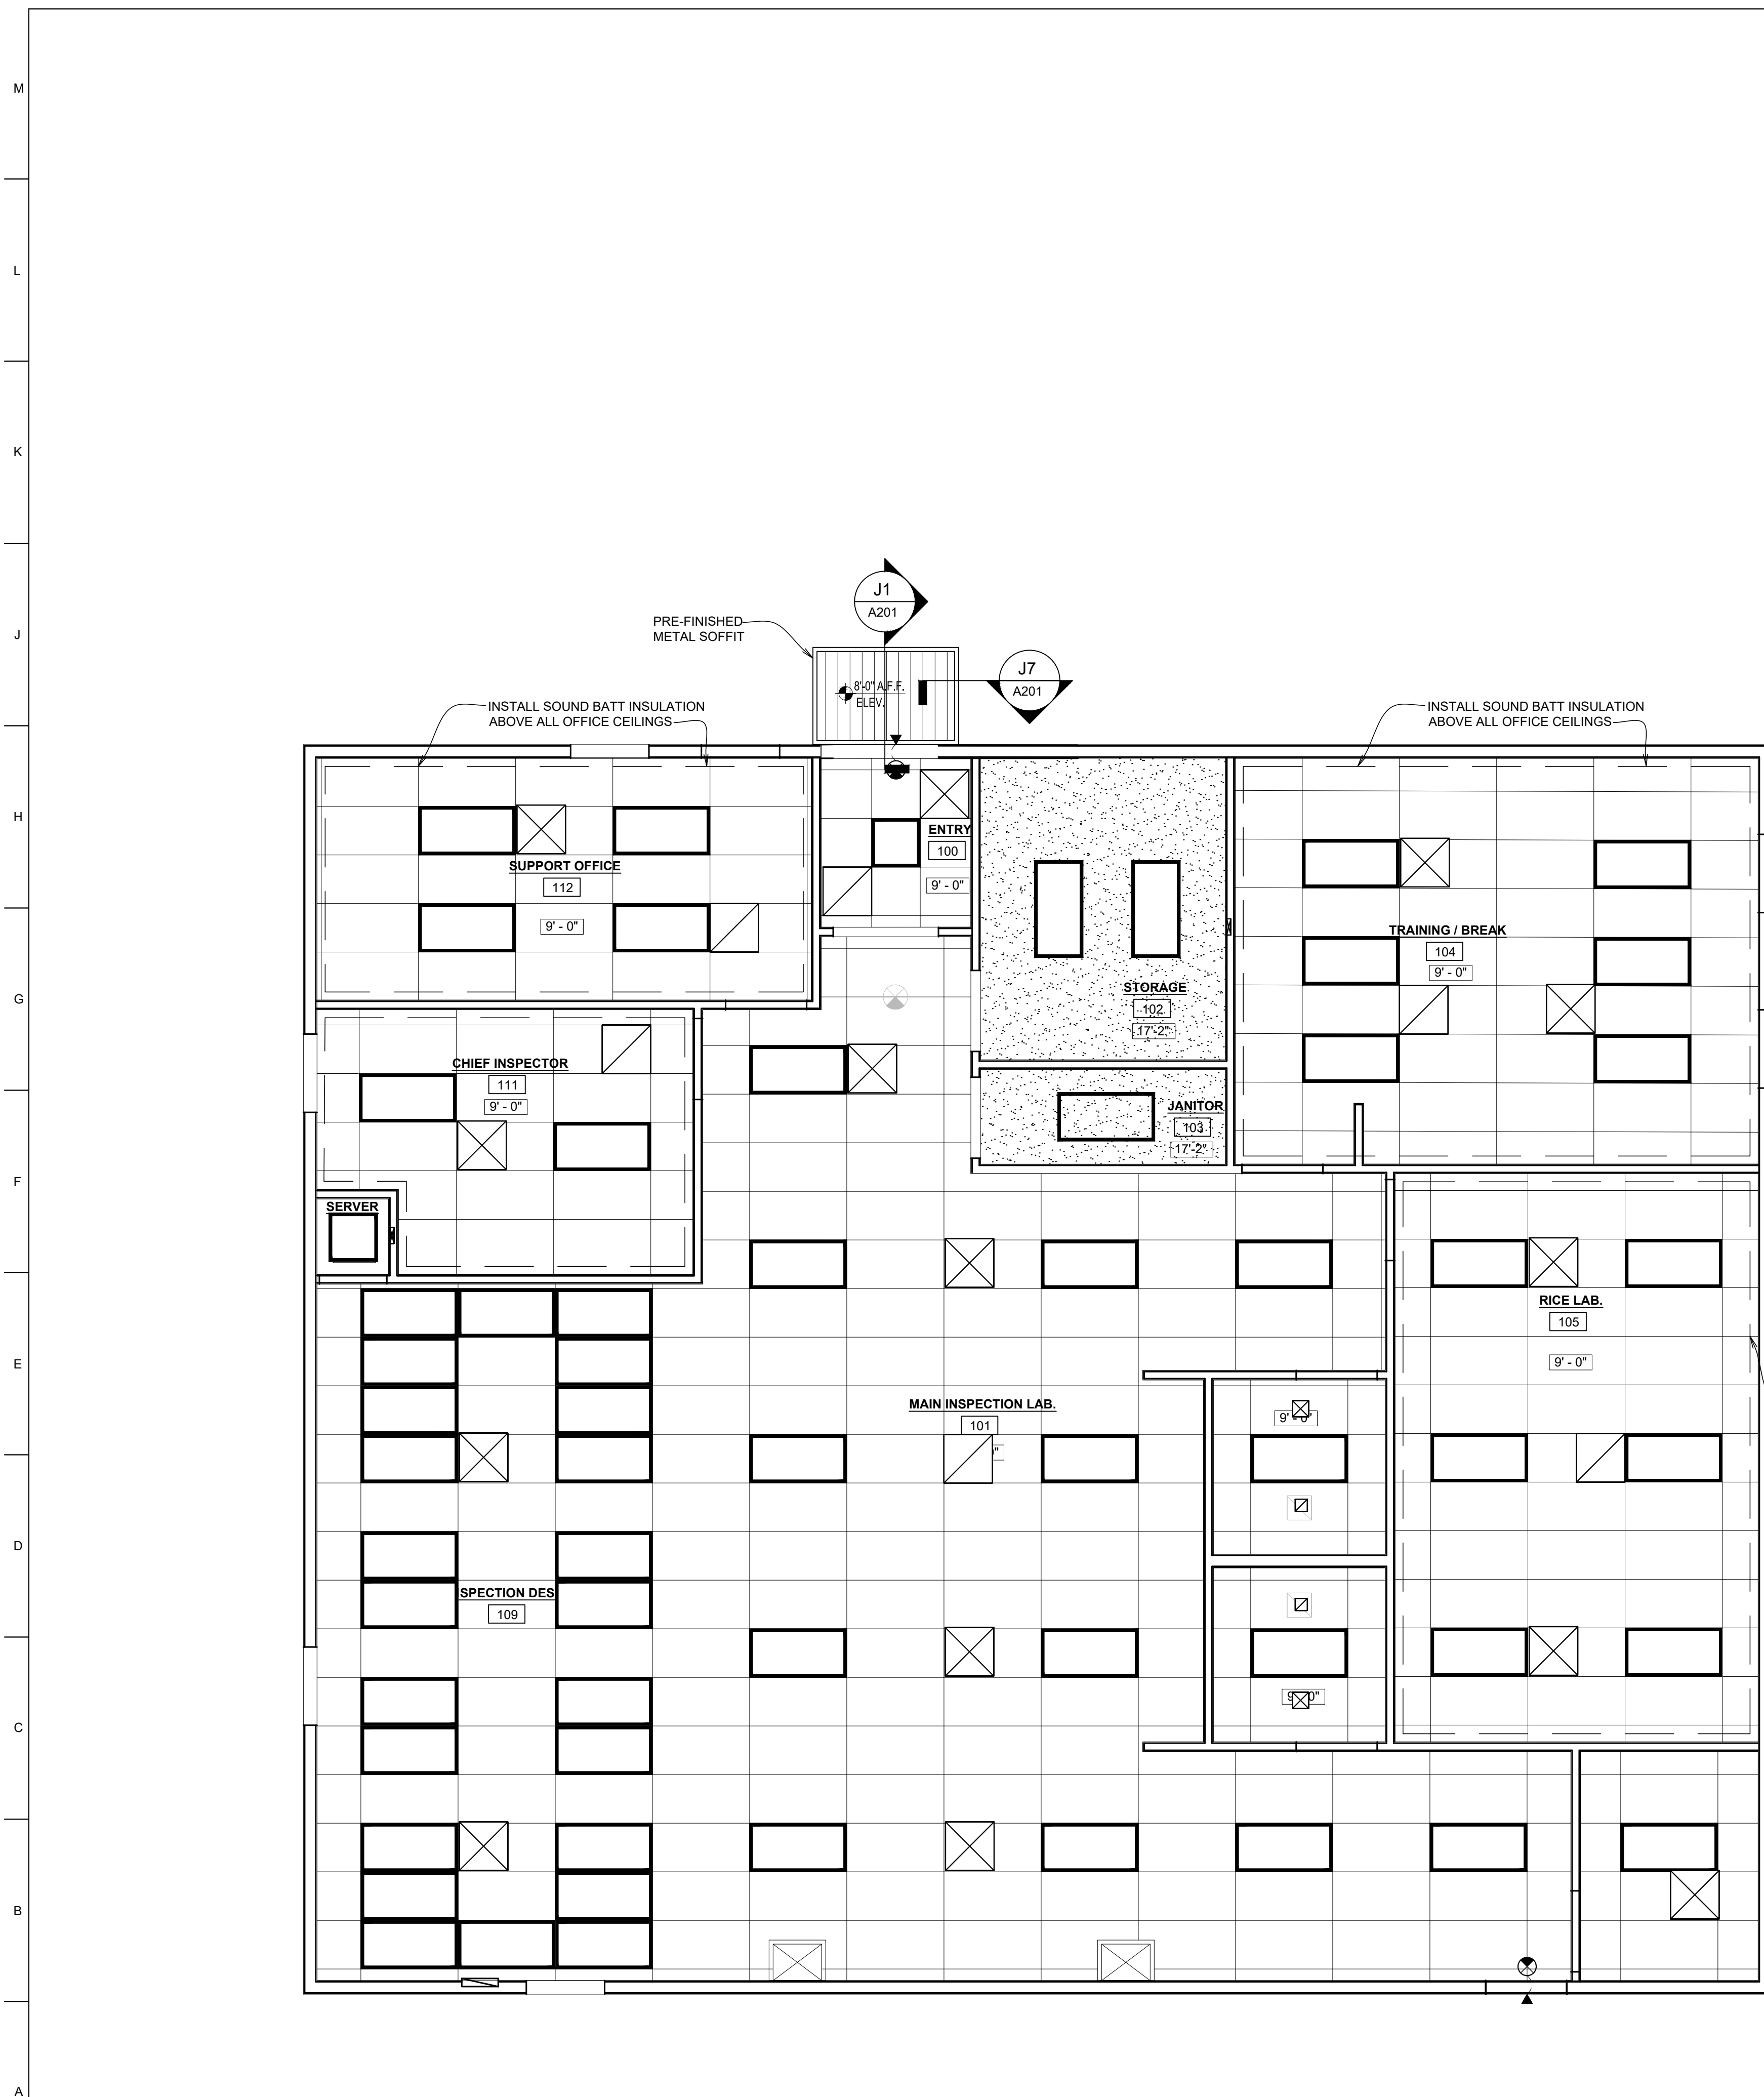 M
L
K
J
H
G
F
E
D
C
B
A
J1
A201
PRE-FINISHED
METAL SOFFIT
J7
A201
8'-0" A.F.F.
ELEV.
INSTALL SOUND BATT INSULATION
ABOVE ALL OFFICE CEILINGS
INSTALL SOUND BATT INSULATION
ABOVE ALL OFFICE CEILINGS
ENTRY
100
9' - 0"
SUPPORT OFFICE
112
9' - 0"
TRAINING / BREAK
104
9' - 0"
STORAGE
102
17'-2"
CHIEF INSPECTOR
111
9' - 0"
JANITOR
103
17'-2"
SERVER
RICE LAB.
105
9' - 0"
MAIN INSPECTION LAB.
101
9' - 0"
SPECTION DES
109